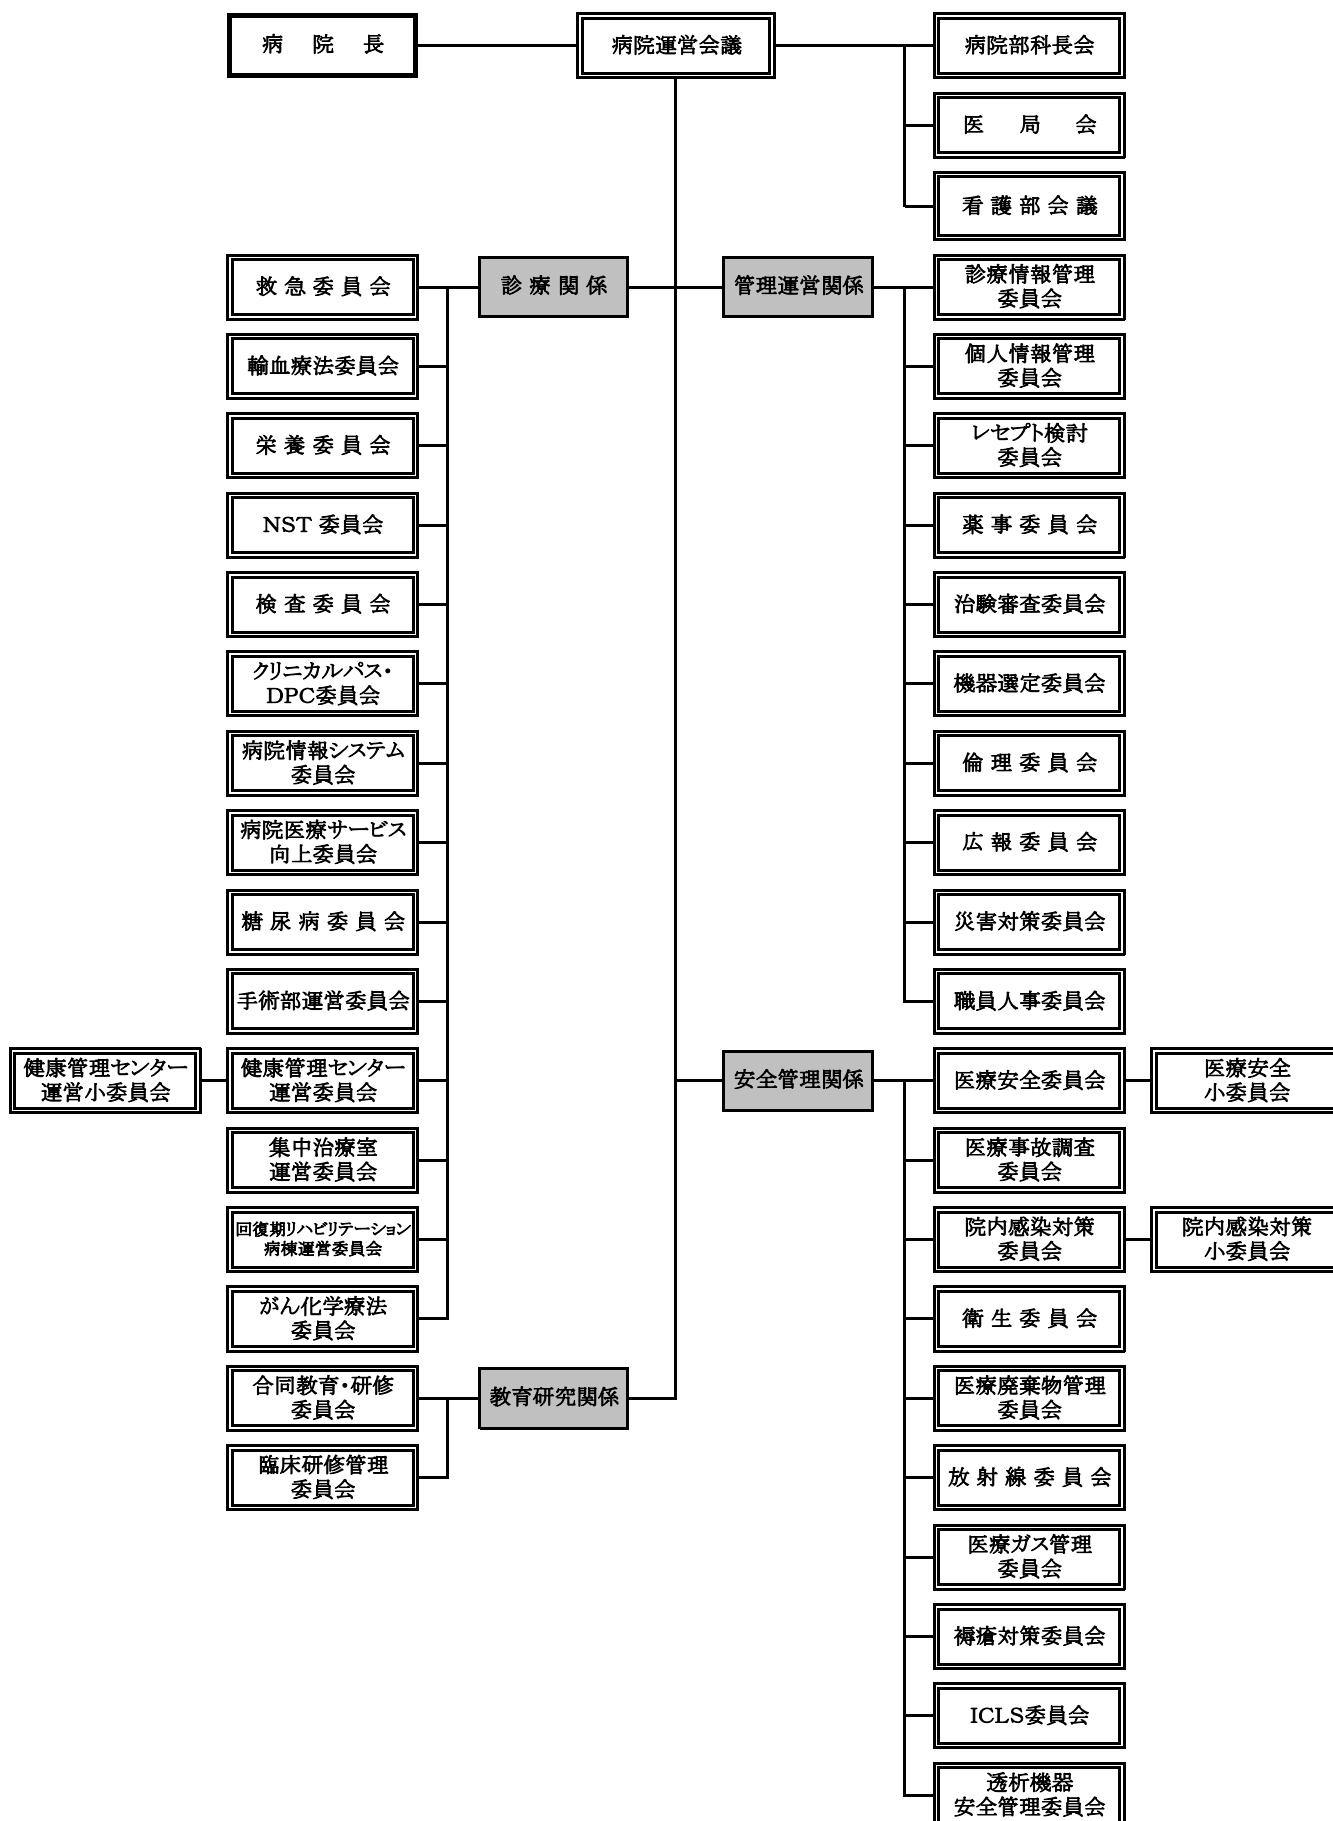 病 院 長
病院運営会議
病院部科長会
医 局 会
看 護 部 会 議
診 療 関 係
救 急 委 員 会
輸血療法委員会
栄 養 委 員 会
NST 委員会
検 査 委 員 会
クリニカルパス・
DPC委員会
病院情報システム
委員会
病院医療サービス
向上委員会
糖 尿 病 委 員 会
手術部運営委員会
健康管理センター
運営委員会
健康管理センター
運営小委員会
集中治療室
運営委員会
回復期リハビリテーション
病棟運営委員会
がん化学療法
委員会
教育研究関係
合同教育・研修
委員会
臨床研修管理
委員会
管理運営関係
診療情報管理
委員会
個人情報管理
委員会
レセプト検討
委員会
薬 事 委 員 会
治験審査委員会
機器選定委員会
倫 理 委 員 会
広 報 委 員 会
災害対策委員会
職員人事委員会
安全管理関係
医療安全委員会
医療安全
小委員会
医療事故調査
委員会
院内感染対策
委員会
院内感染対策
小委員会
衛 生 委 員 会
医療廃棄物管理
委員会
放 射 線 委 員 会
医療ガス管理
委員会
褥瘡対策委員会
ICLS委員会
透析機器
安全管理委員会